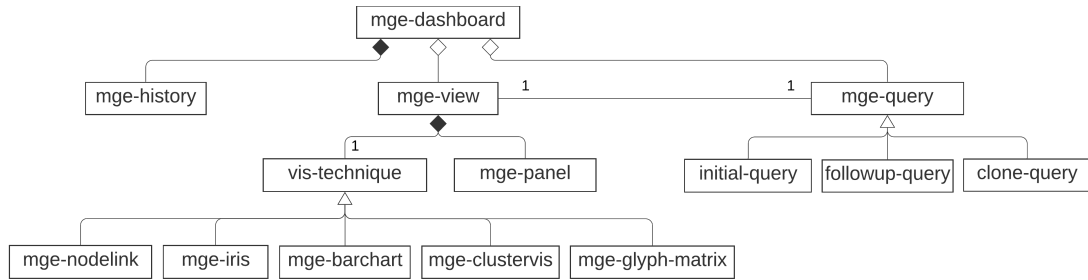 mge-dashboard
mge-history
mge-view
1
1
mge-query
1
vis-technique
mge-panel
initial-query
followup-query
clone-query
mge-nodelink
mge-iris
mge-barchart
mge-clustervis
mge-glyph-matrix